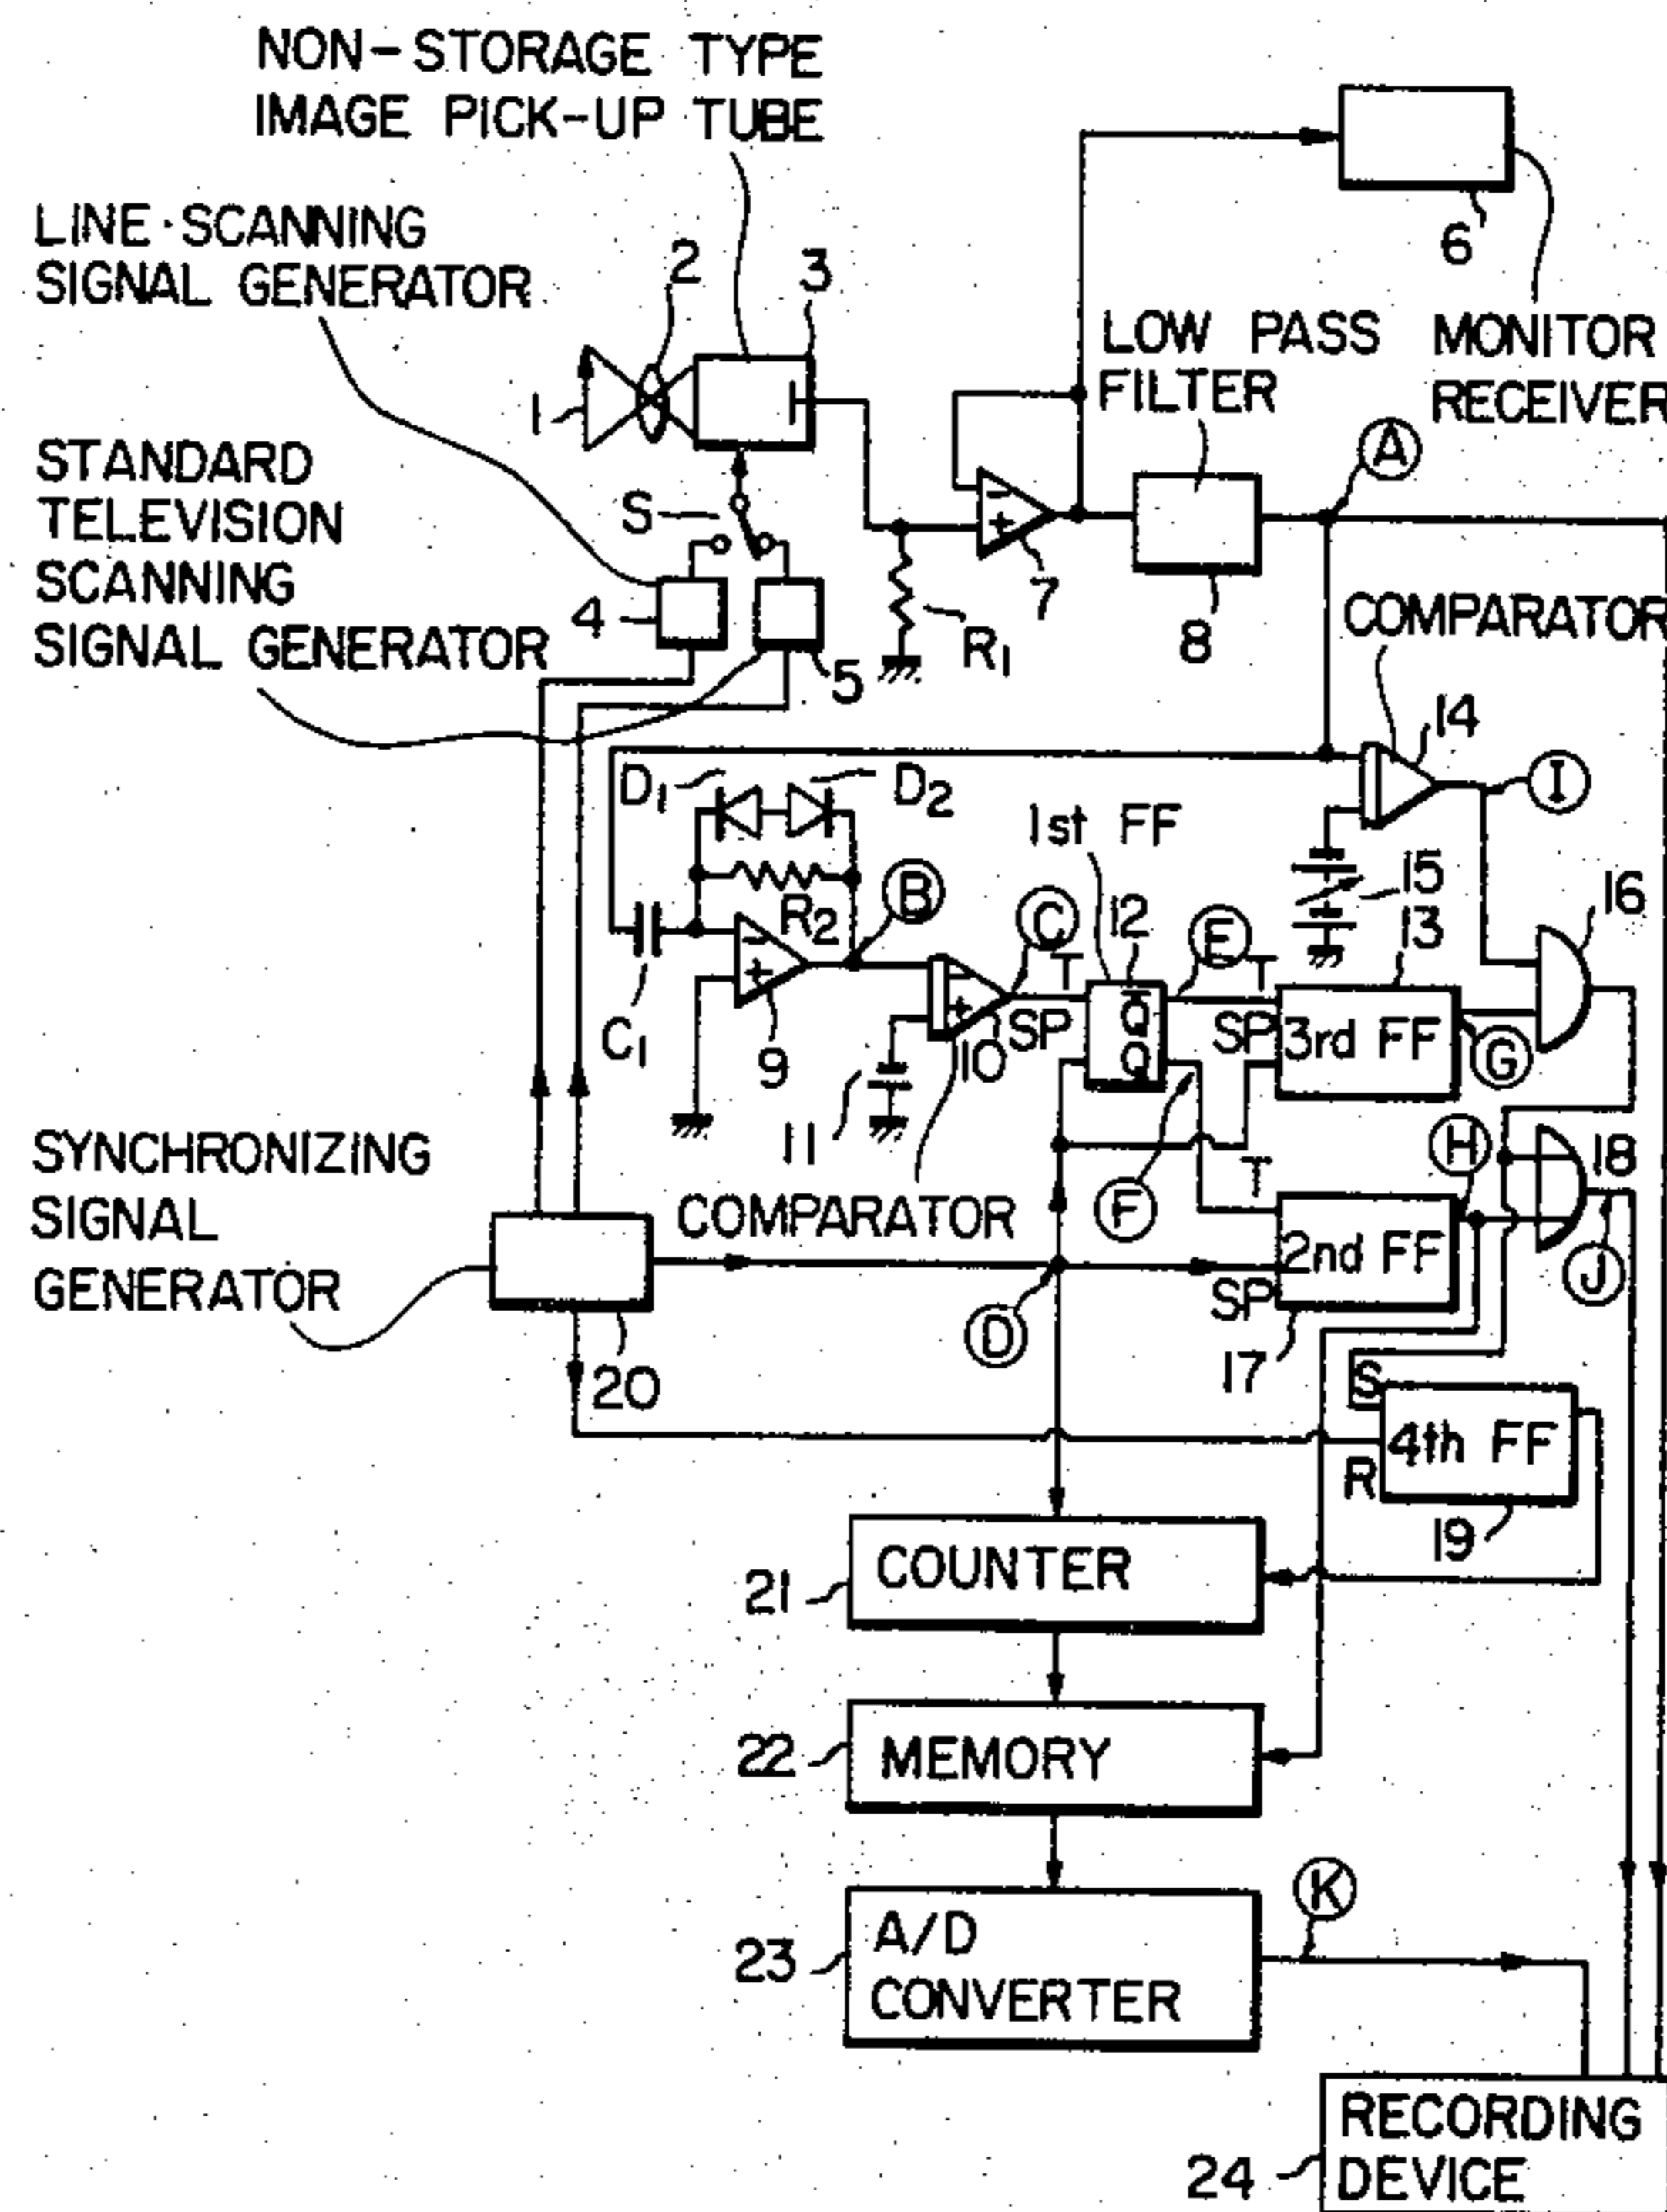 NON-STORAGE TYPE
IMAGE PICK-UP TUBE
LINE-SCANNING
SIGNAL GENERATOR
2
3
6
LOW PASS
FILTER
MONITOR
RECEIVER
1
A
STANDARD
TELEVISION
SCANNING
SIGNAL GENERATOR
S
4
5
R1
7
8
COMPARATOR
14
I
D1
D2
1st FF
R2
B
C
12
E
15
13
16
C1
9
10
11
T
SP
Q̅
Q
T
SP
3rd FF
G
H
18
SYNCHRONIZING
SIGNAL
GENERATOR
COMPARATOR
F
T
2nd FF
SP
J
D
17
20
S
4th FF
R
19
COUNTER
21
MEMORY
22
K
A/D
CONVERTER
23
RECORDING
DEVICE
24